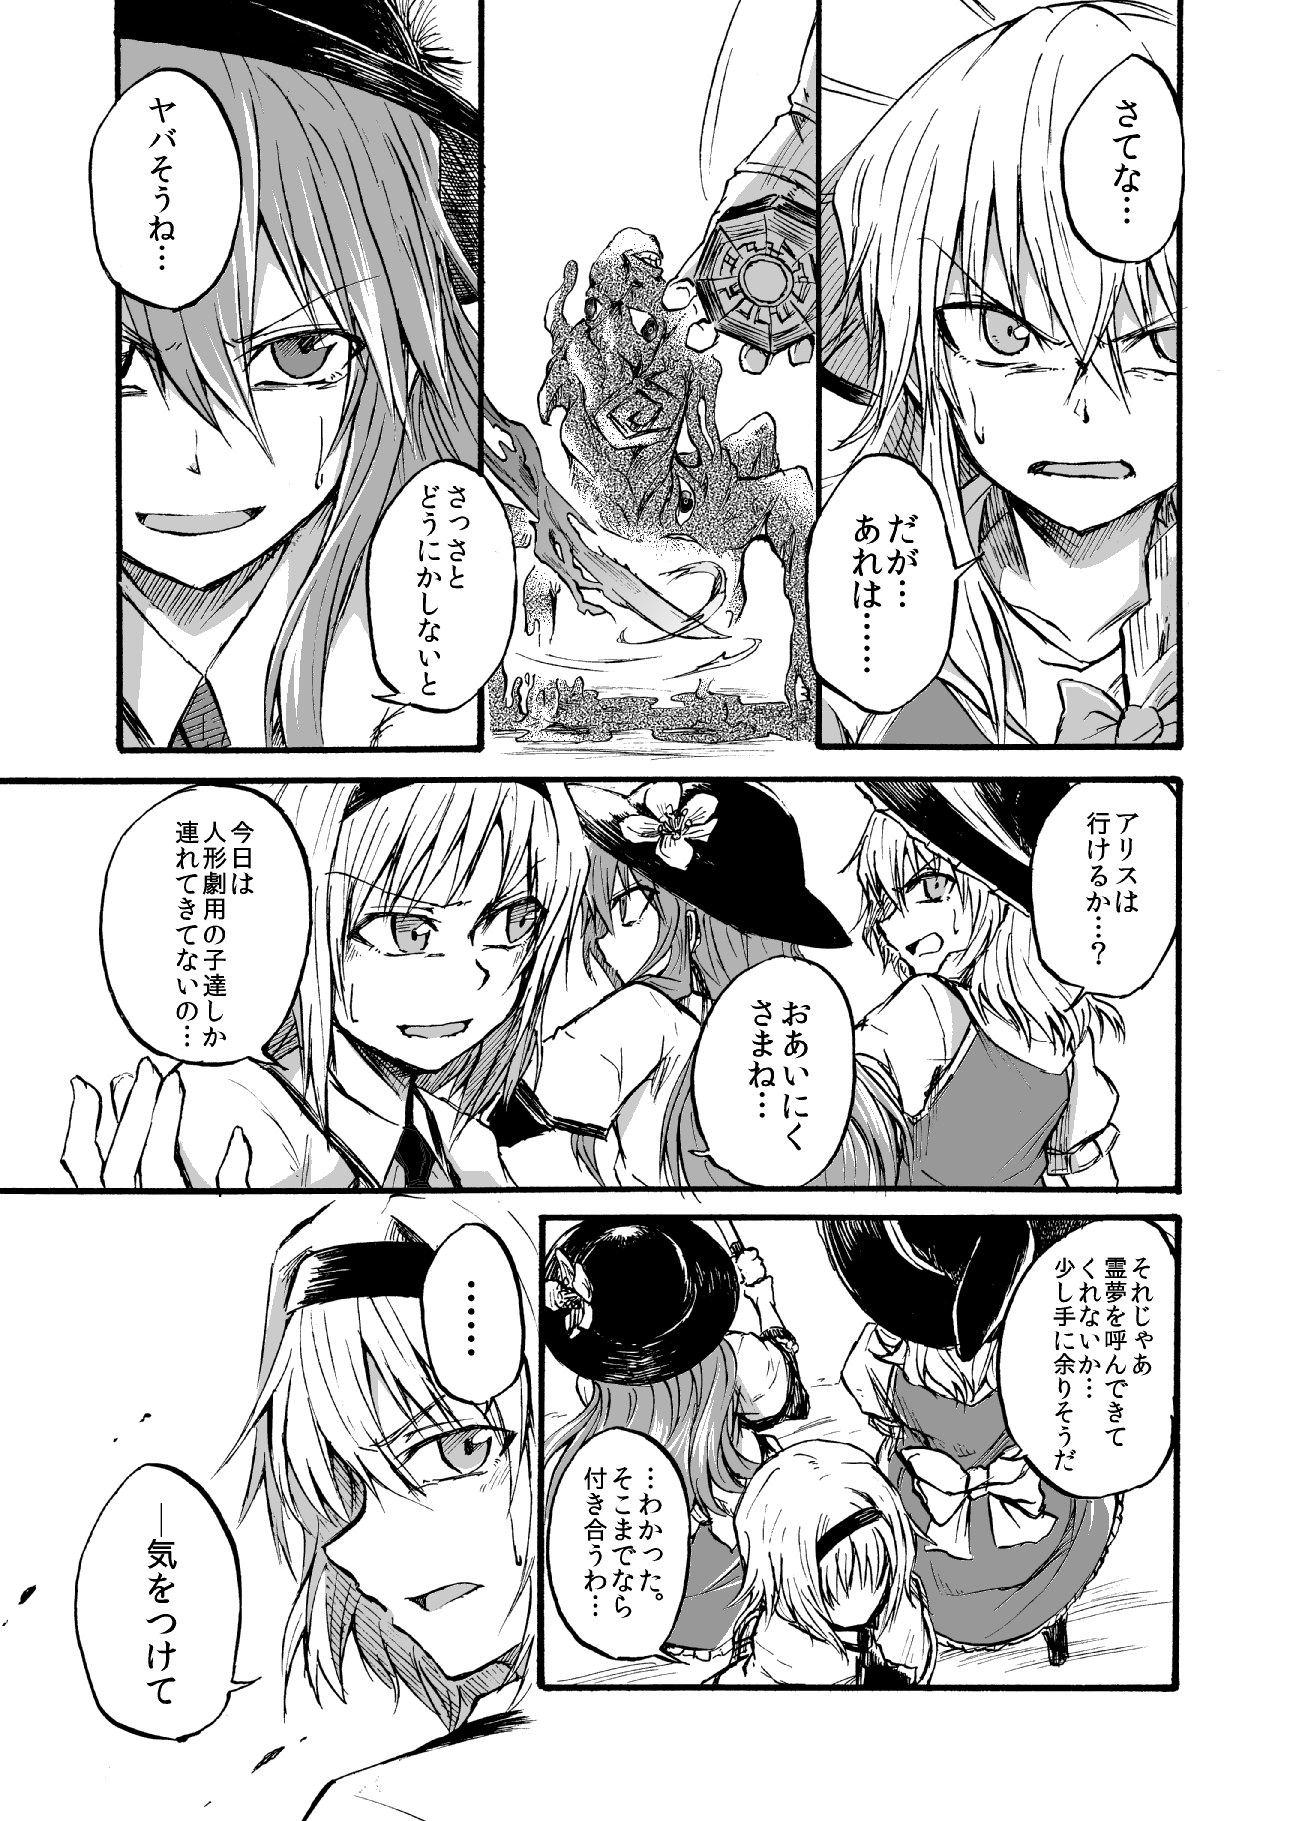 さてな…
だが…
あれは……
さっさと
どうにかしないと
ヤバそうね…
アリスは
行けるか…?
おあいにく
さまね…
今日は
人形劇用の子達しか
連れてきてないの…
それじゃあ
霊夢を呼んできて
くれないか…
少し手に余りそうだ
…わかった。
そこまでなら
付き合うわ…
……
―気をつけて